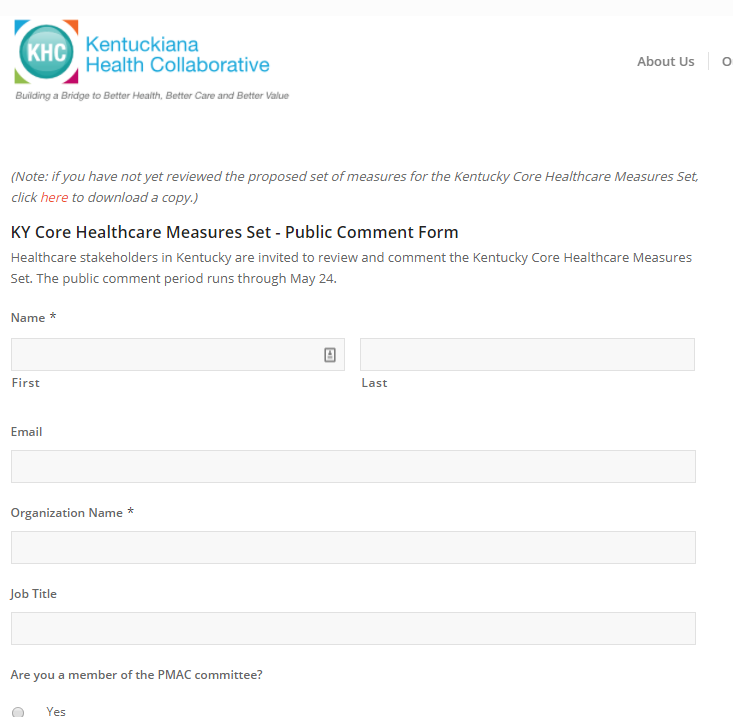 KHC
Kentuckiana
Health Collaborative
Building a Bridge to Better Health, Better Care and Better Value
About Us
O
(Note: if you have not yet reviewed the proposed set of measures for the Kentucky Core Healthcare Measures Set,
click here to download a copy.)
KY Core Healthcare Measures Set - Public Comment Form
Healthcare stakeholders in Kentucky are invited to review and comment the Kentucky Core Healthcare Measures
Set. The public comment period runs through May 24.
Name *
First
Last
Email
Organization Name *
Job Title
Are you a member of the PMAC committee?
Yes